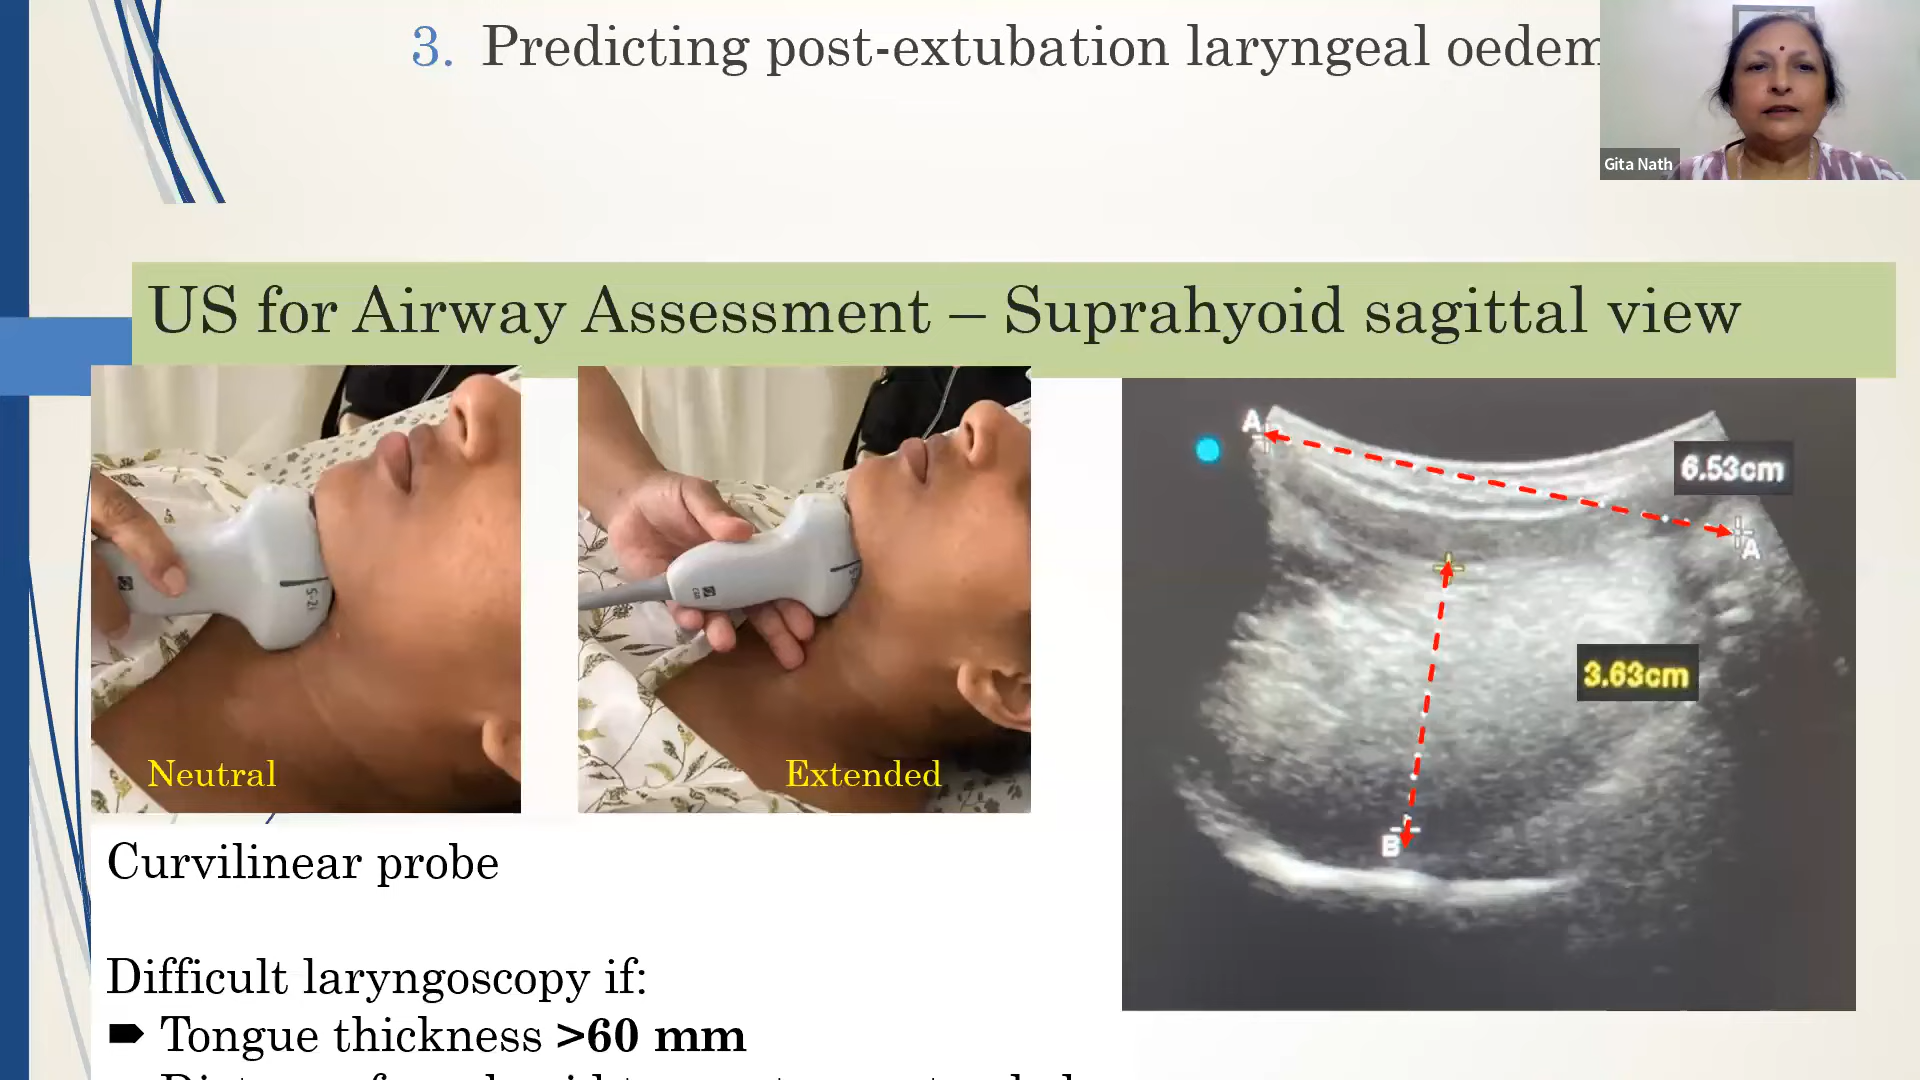 3. Predicting post-extubation laryngeal oedem
Gita Nath
US for Airway Assessment – Suprahyoid sagittal view
A
6.53cm
A
3.63cm
B
Neutral
Extended
Curvilinear probe
Difficult laryngoscopy if:
Tongue thickness >60 mm